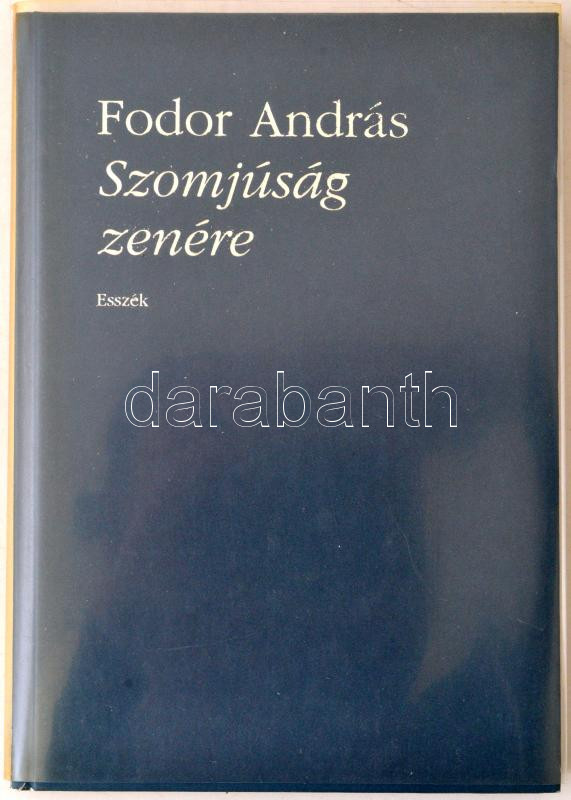 Fodor András
Szomjúság
zenére
Esszék
darabanth